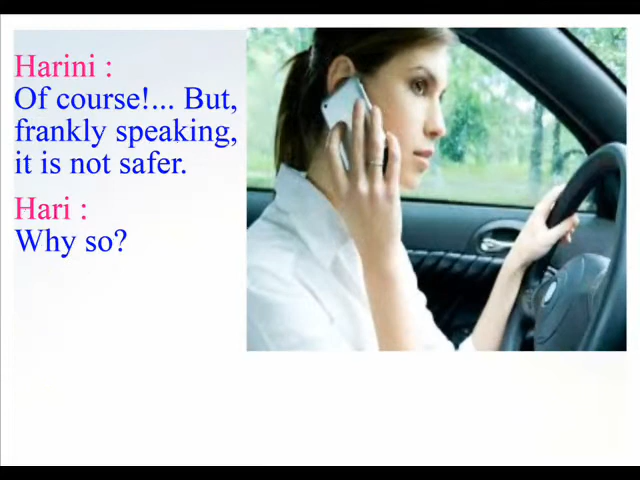 Harini :
Of course!... But,
frankly speaking,
it is not safer.
Hari :
Why so?